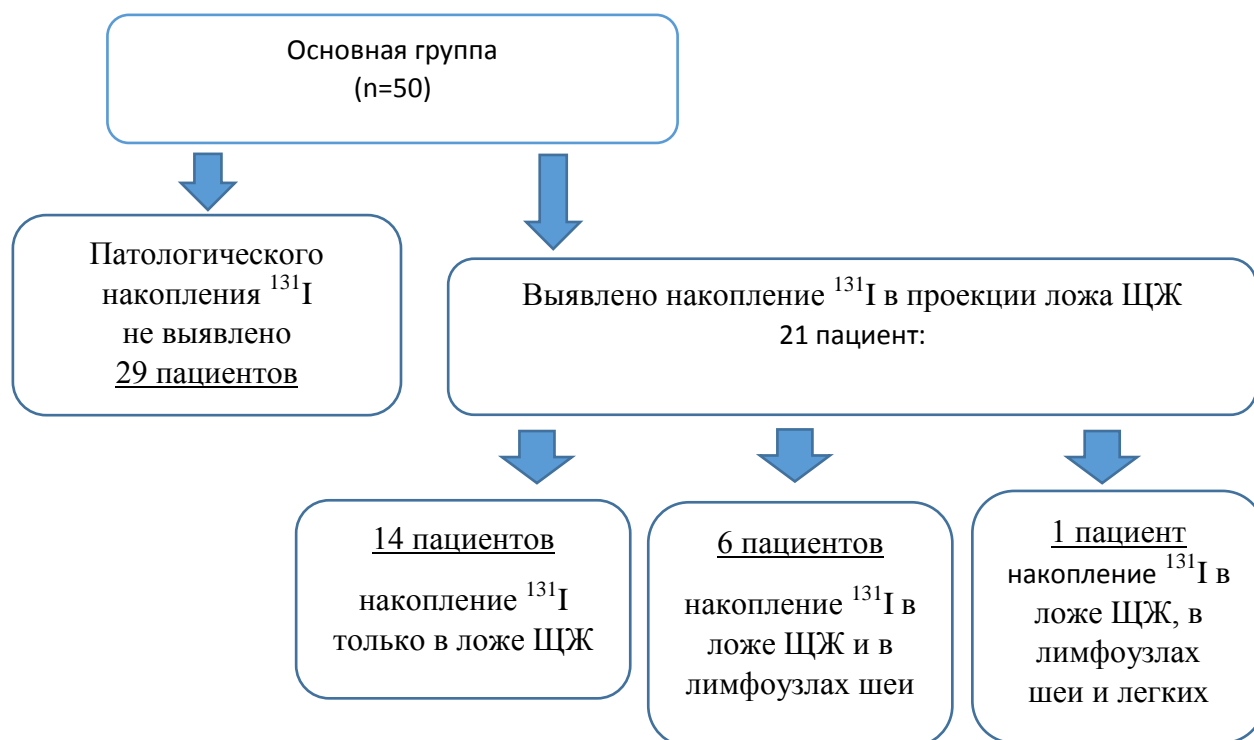 Основная группа
(n=50)
Патологического
накопления ¹³¹I
не выявлено
29 пациентов
Выявлено накопление ¹³¹I в проекции ложа ЩЖ
21 пациент:
14 пациентов
накопление ¹³¹I
только в ложе ЩЖ
6 пациентов
накопление ¹³¹I в
ложе ЩЖ и в
лимфоузлах шеи
1 пациент
накопление ¹³¹I в
ложе ЩЖ, в
лимфоузлах
шеи и легких